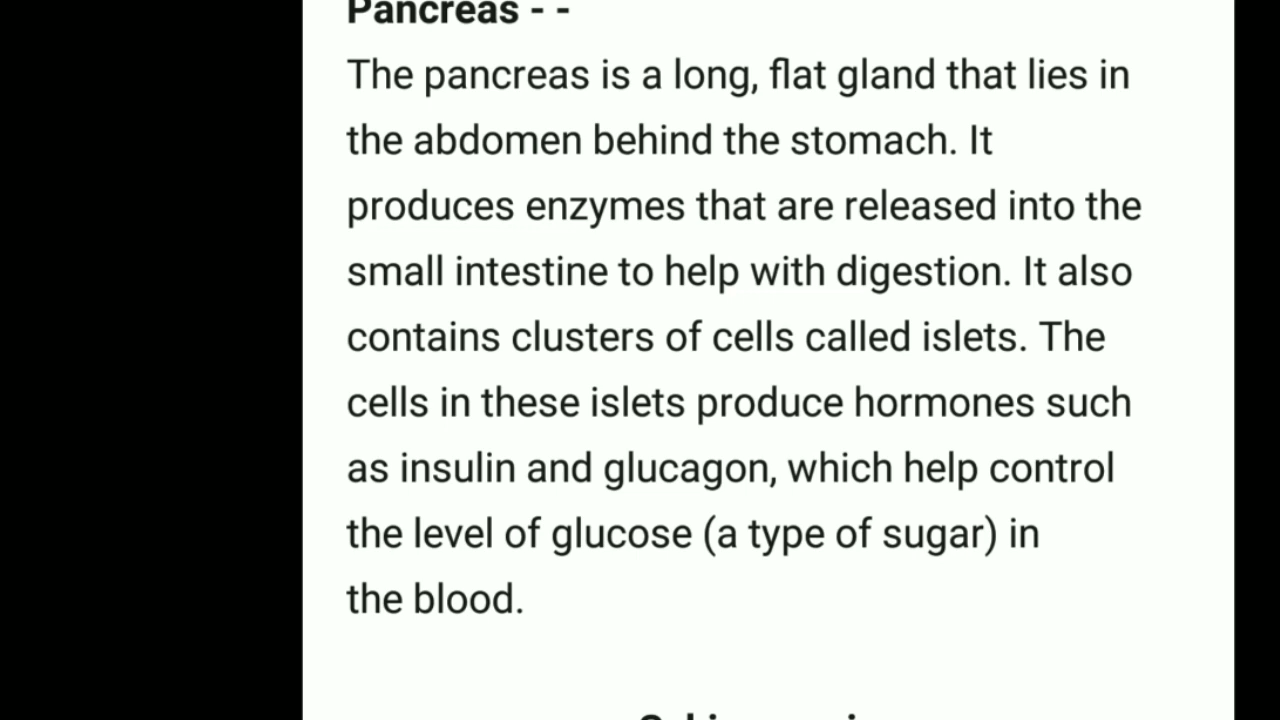 Pancreas - -
The pancreas is a long, flat gland that lies in
the abdomen behind the stomach. It
produces enzymes that are released into the
small intestine to help with digestion. It also
contains clusters of cells called islets. The
cells in these islets produce hormones such
as insulin and glucagon, which help control
the level of glucose (a type of sugar) in
the blood.